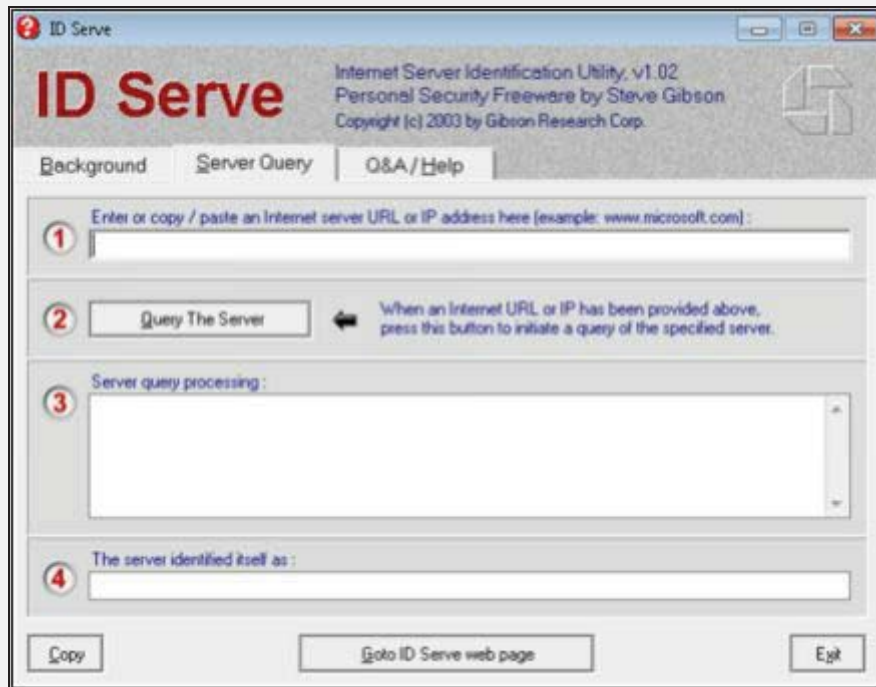 ID Serve
ID Serve
Internet Server Identification Utility, v1.02
Personal Security Freeware by Steve Gibson
Copyright (c) 2003 by Gibson Research Corp.
Background
Server Query
Q&A / Help
1
Enter or copy / paste an Internet server URL or IP address here (example: www.microsoft.com) :
2
Query The Server
When an Internet URL or IP has been provided above,
press this button to initiate a query of the specified server.
3
Server query processing :
4
The server identified itself as :
Copy
Goto ID Serve web page
Exit